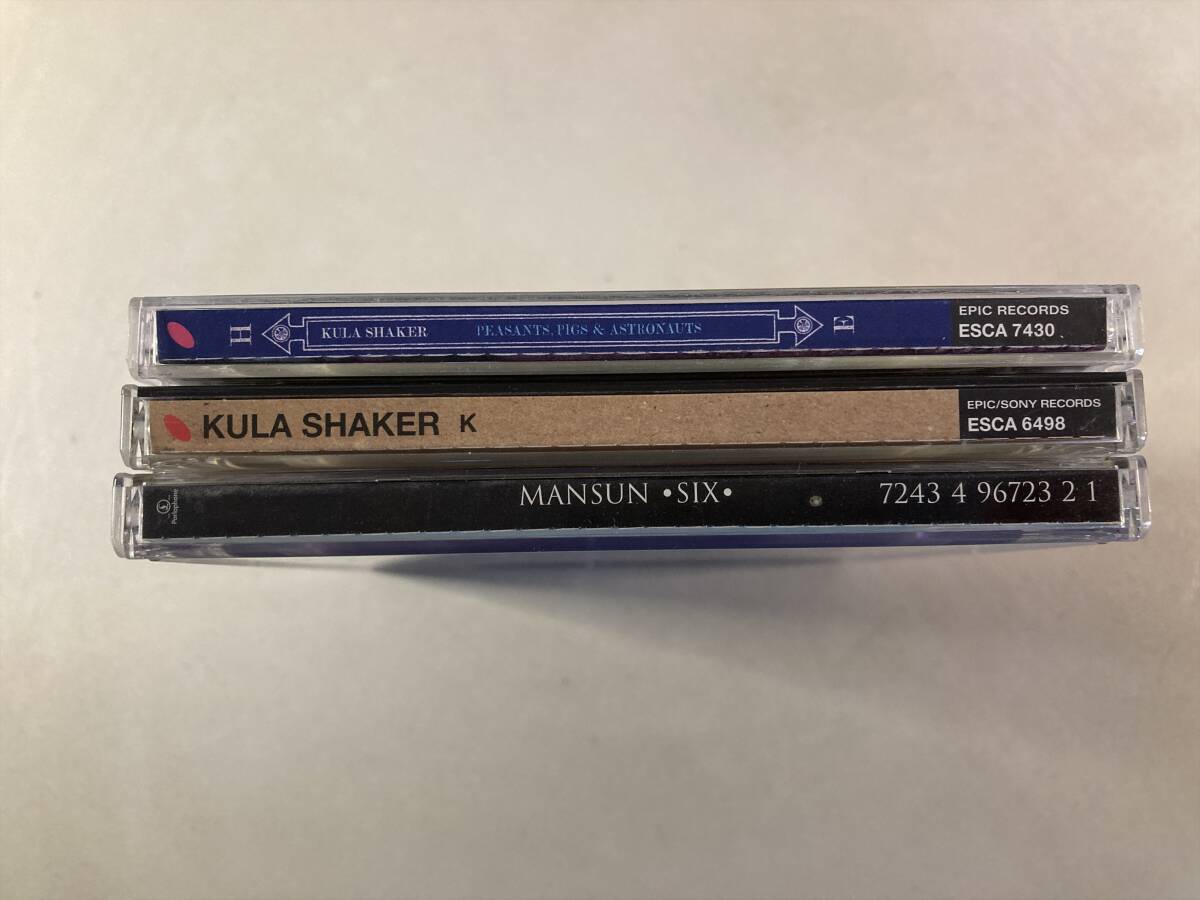 H KULA SHAKER PEASANTS, PIGS & ASTRONAUTS E
EPIC RECORDS
ESCA 7430
KULA SHAKER K
EPIC/SONY RECORDS
ESCA 6498
Parlophone
MANSUN •SIX• 7243 4 96723 2 1